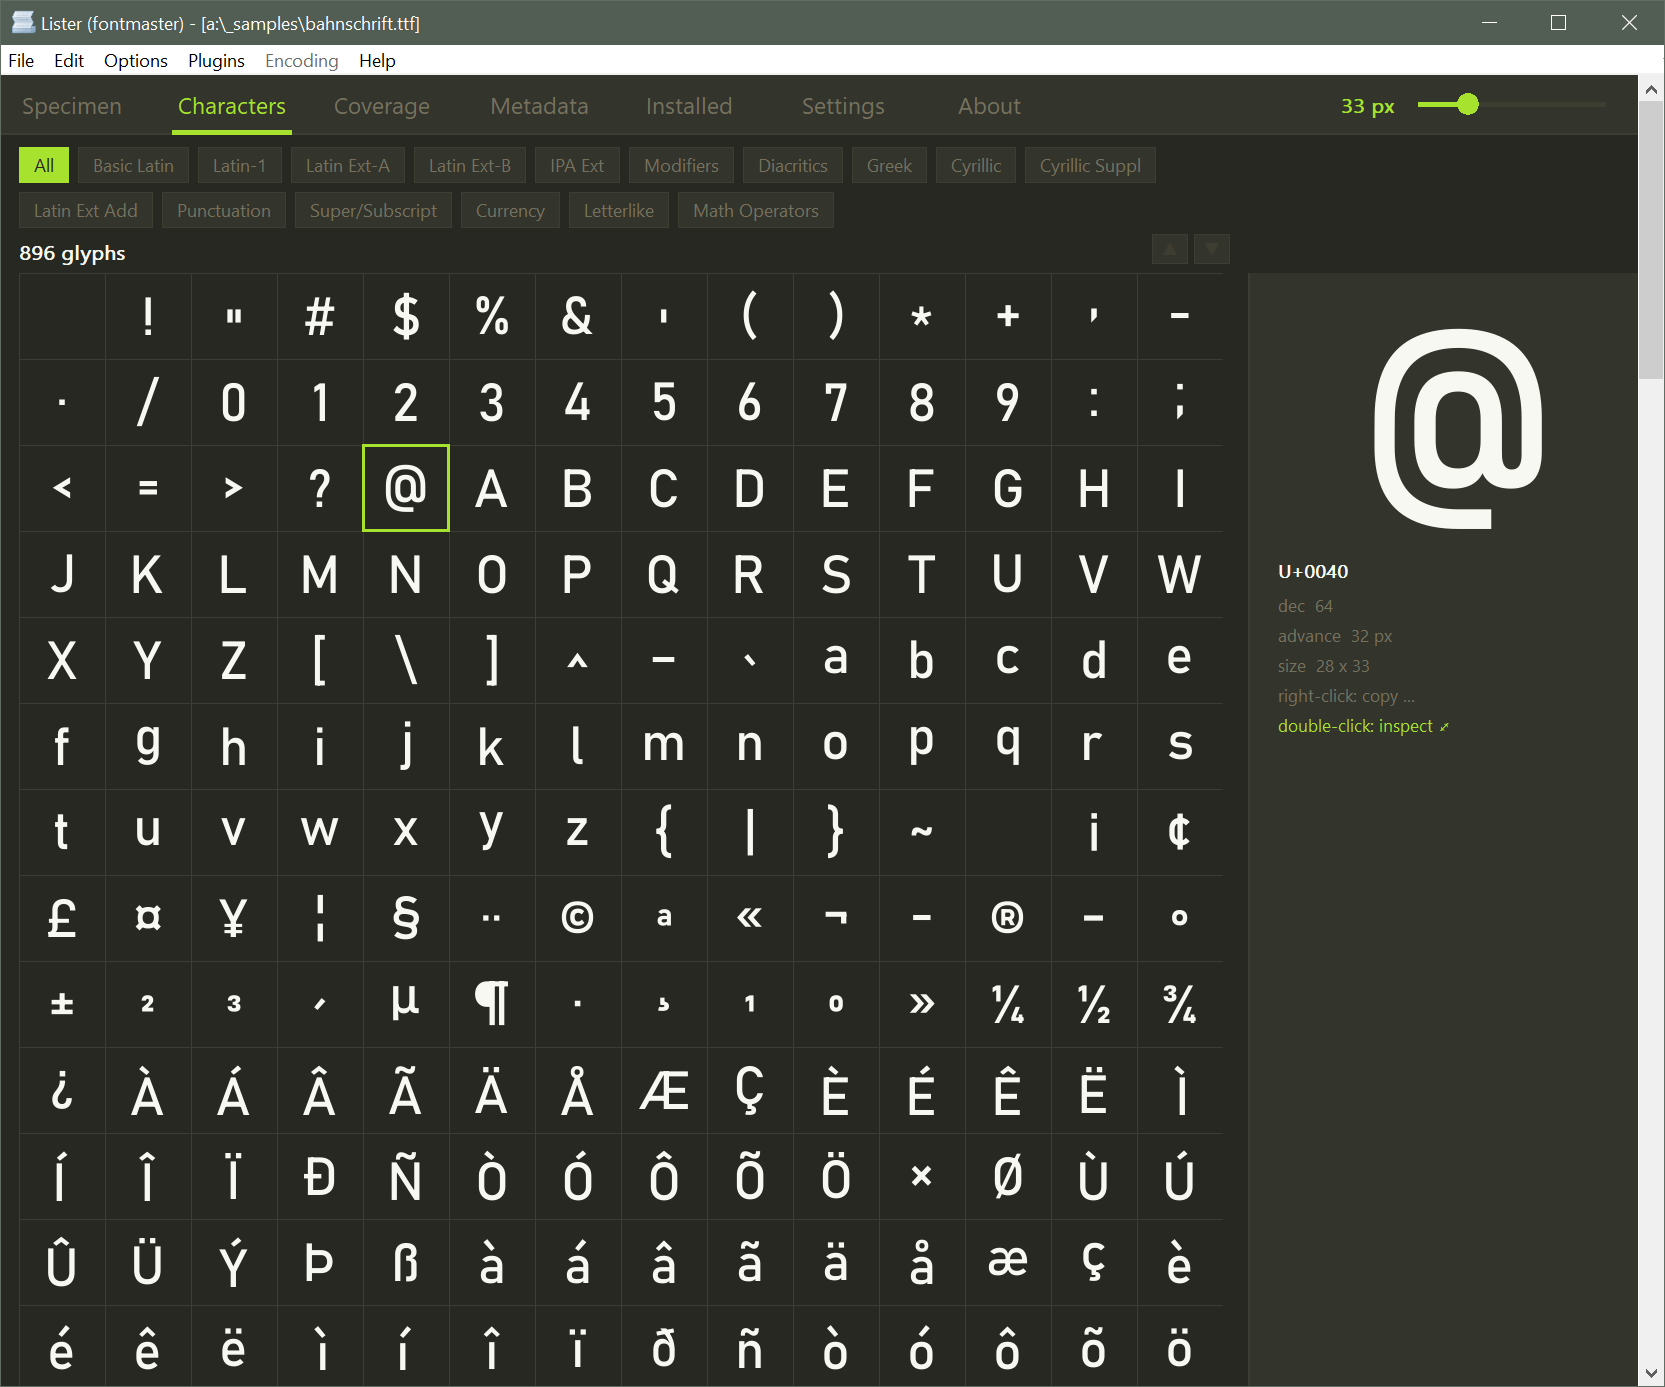 Lister (fontmaster) - [a:\_samples\bahnschrift.ttf]
File Edit Options Plugins Encoding Help
Specimen Characters Coverage Metadata Installed Settings About 33 px
All Basic Latin Latin-1 Latin Ext-A Latin Ext-B IPA Ext Modifiers Diacritics Greek Cyrillic Cyrillic Suppl
Latin Ext Add Punctuation Super/Subscript Currency Letterlike Math Operators
896 glyphs ▲ ▼
! " # $ % & ' ( ) * + , -
. / 0 1 2 3 4 5 6 7 8 9 : ;
< = > ? @ A B C D E F G H I
J K L M N O P Q R S T U V W
X Y Z [ \ ] ^ _ ` a b c d e
f g h i j k l m n o p q r s
t u v w x y z { | } ~ ¡ ¢
£ ¤ ¥ ¦ § ¨ © ª « ¬ - ® ¯ °
± ² ³ ´ µ ¶ · ¸ ¹ º » ¼ ½ ¾
¿ À Á Â Ã Ä Å Æ Ç È É Ê Ë Ì
Í Î Ï Ð Ñ Ò Ó Ô Õ Ö × Ø Ù Ú
Û Ü Ý Þ ß à á â ã ä å æ ç è
é ê ë ì í î ï ð ñ ò ó ô õ ö
@
U+0040
dec 64
advance 32 px
size 28 x 33
right-click: copy ...
double-click: inspect ⤢